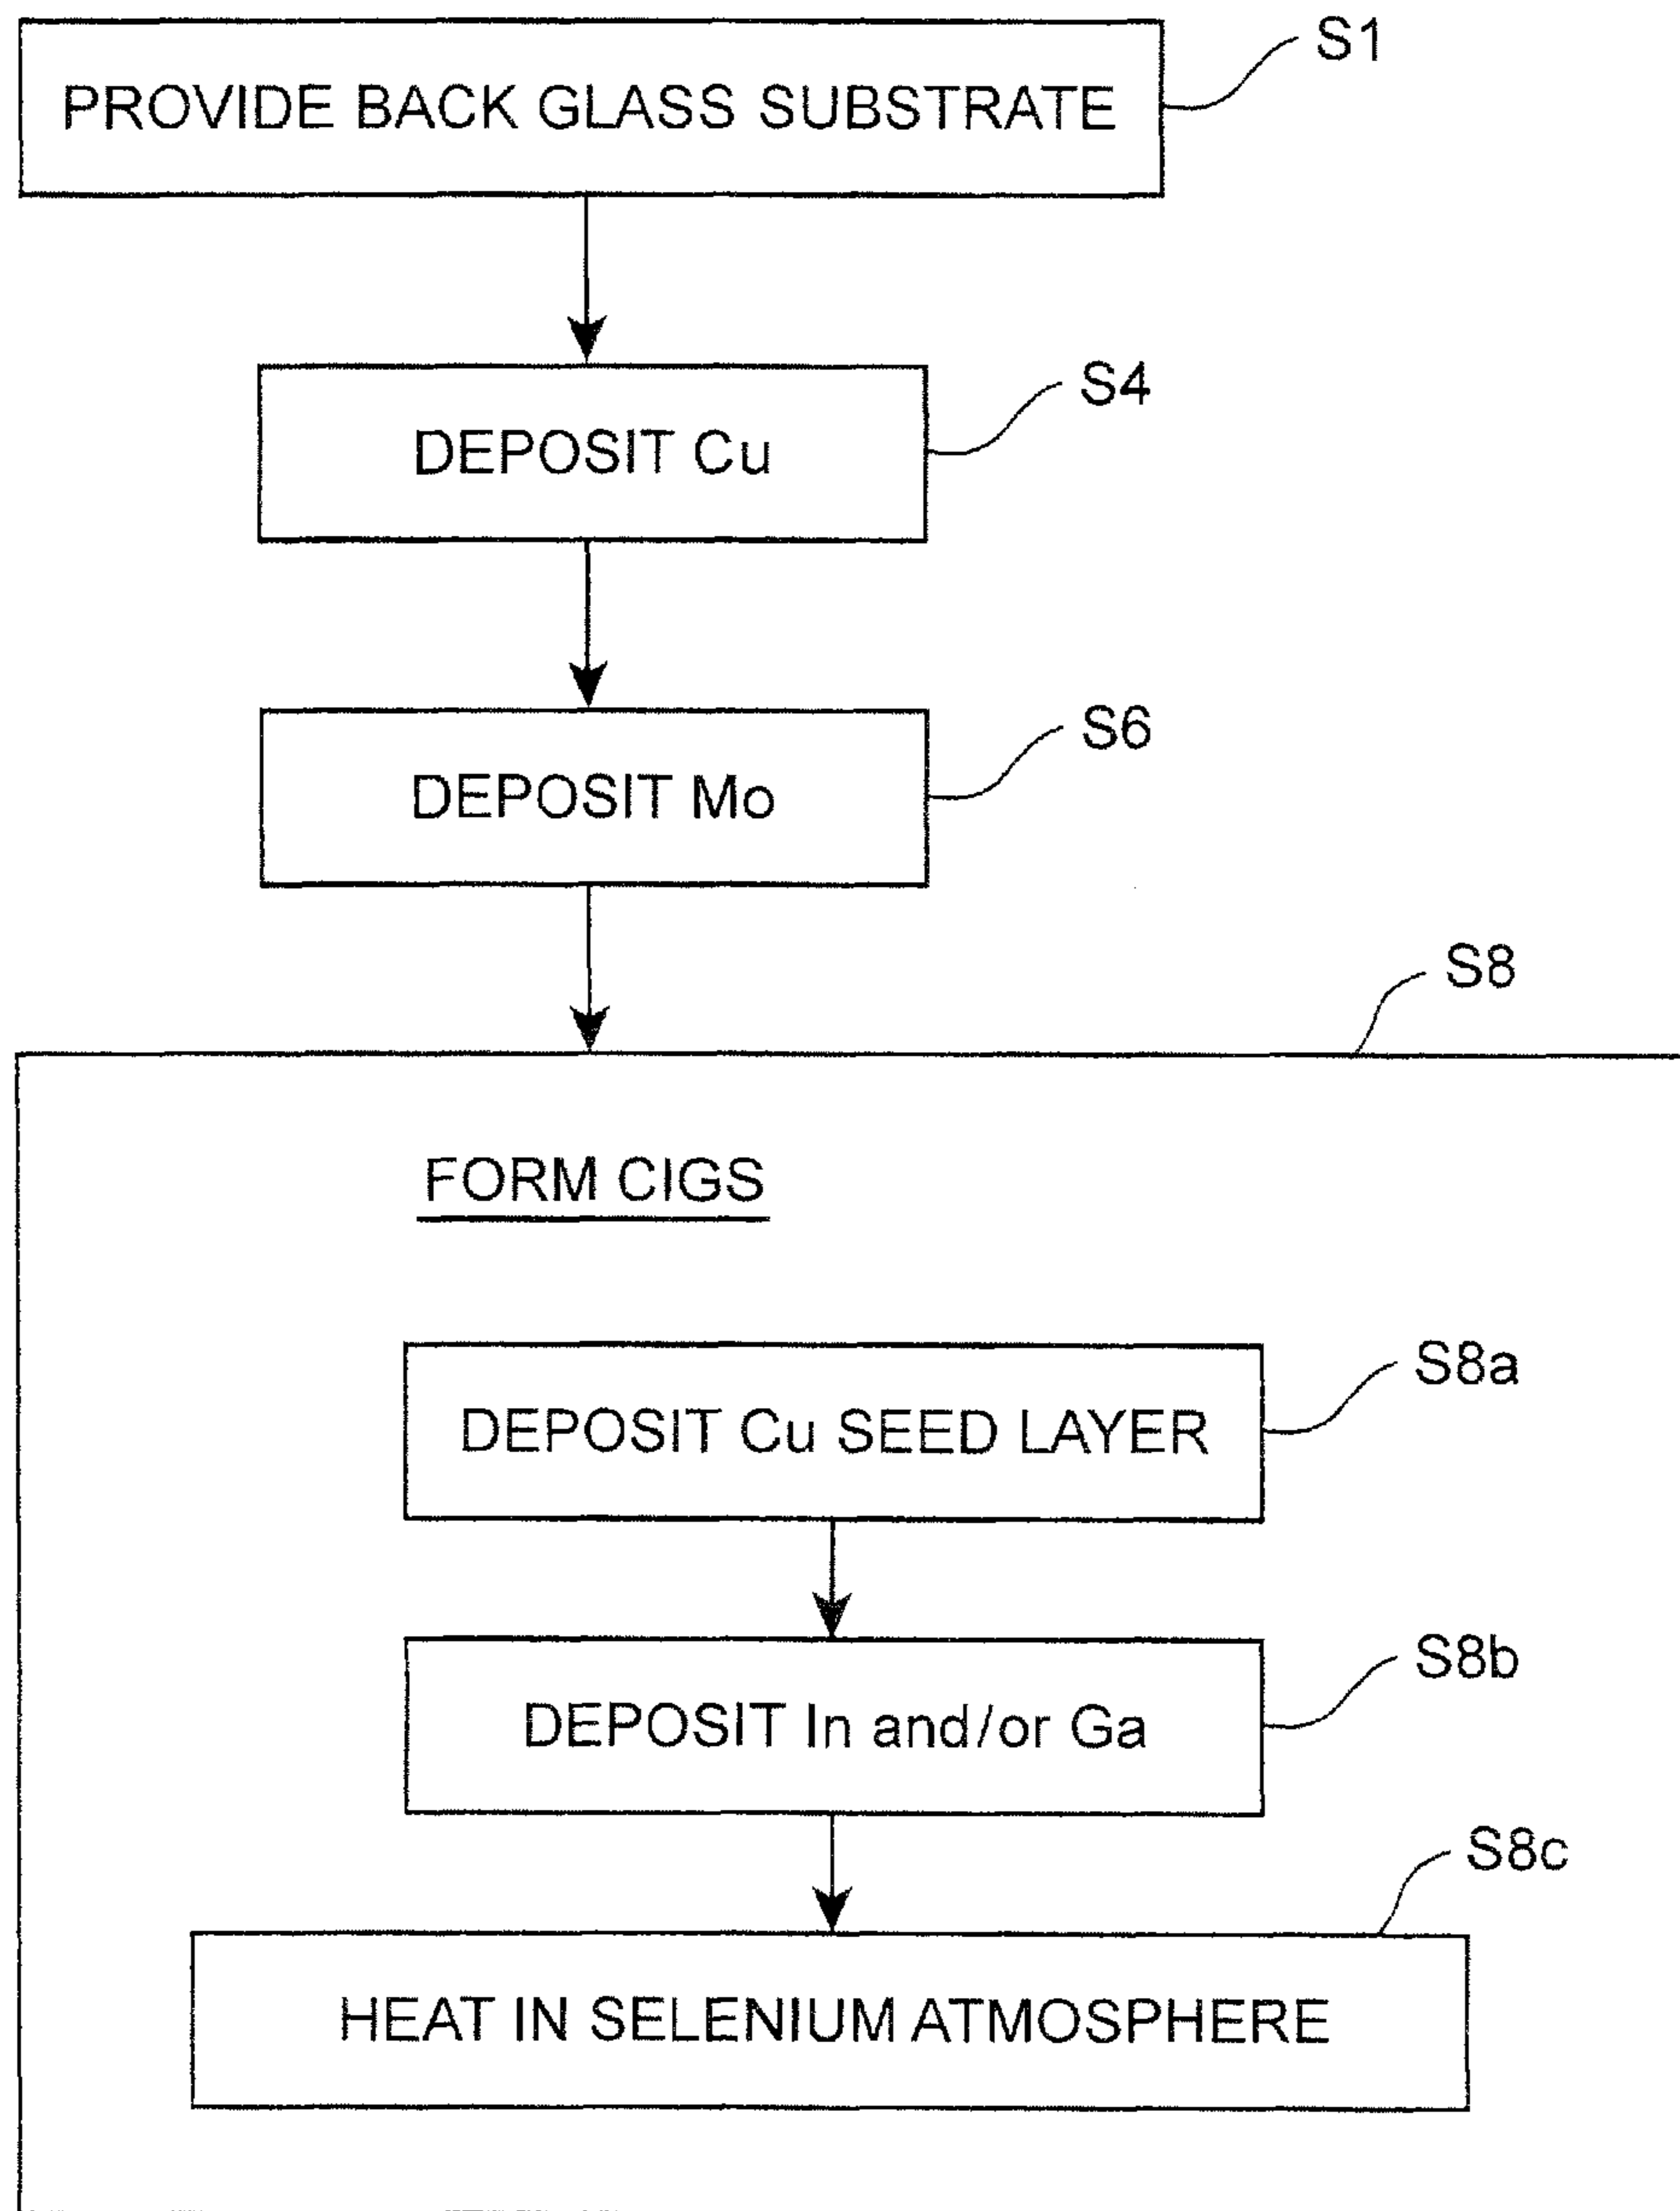 S1
PROVIDE BACK GLASS SUBSTRATE
S4
DEPOSIT Cu
S6
DEPOSIT Mo
S8
FORM CIGS
S8a
DEPOSIT Cu SEED LAYER
S8b
DEPOSIT In and/or Ga
S8c
HEAT IN SELENIUM ATMOSPHERE